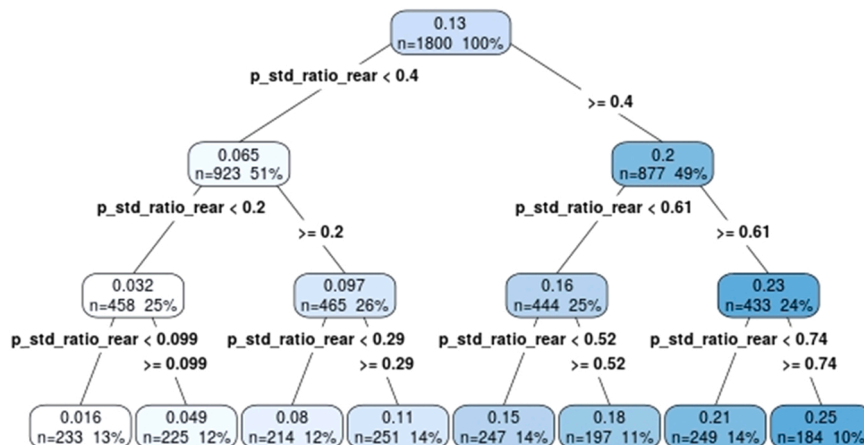 0.13
n=1800 100%
p_std_ratio_rear < 0.4
>= 0.4
0.065
n=923 51%
0.2
n=877 49%
p_std_ratio_rear < 0.2
>= 0.2
p_std_ratio_rear < 0.61
>= 0.61
0.032
n=458 25%
0.097
n=465 26%
0.16
n=444 25%
0.23
n=433 24%
p_std_ratio_rear < 0.099
>= 0.099
p_std_ratio_rear < 0.29
>= 0.29
p_std_ratio_rear < 0.52
>= 0.52
p_std_ratio_rear < 0.74
>= 0.74
0.016
n=233 13%
0.049
n=225 12%
0.08
n=214 12%
0.11
n=251 14%
0.15
n=247 14%
0.18
n=197 11%
0.21
n=249 14%
0.25
n=184 10%